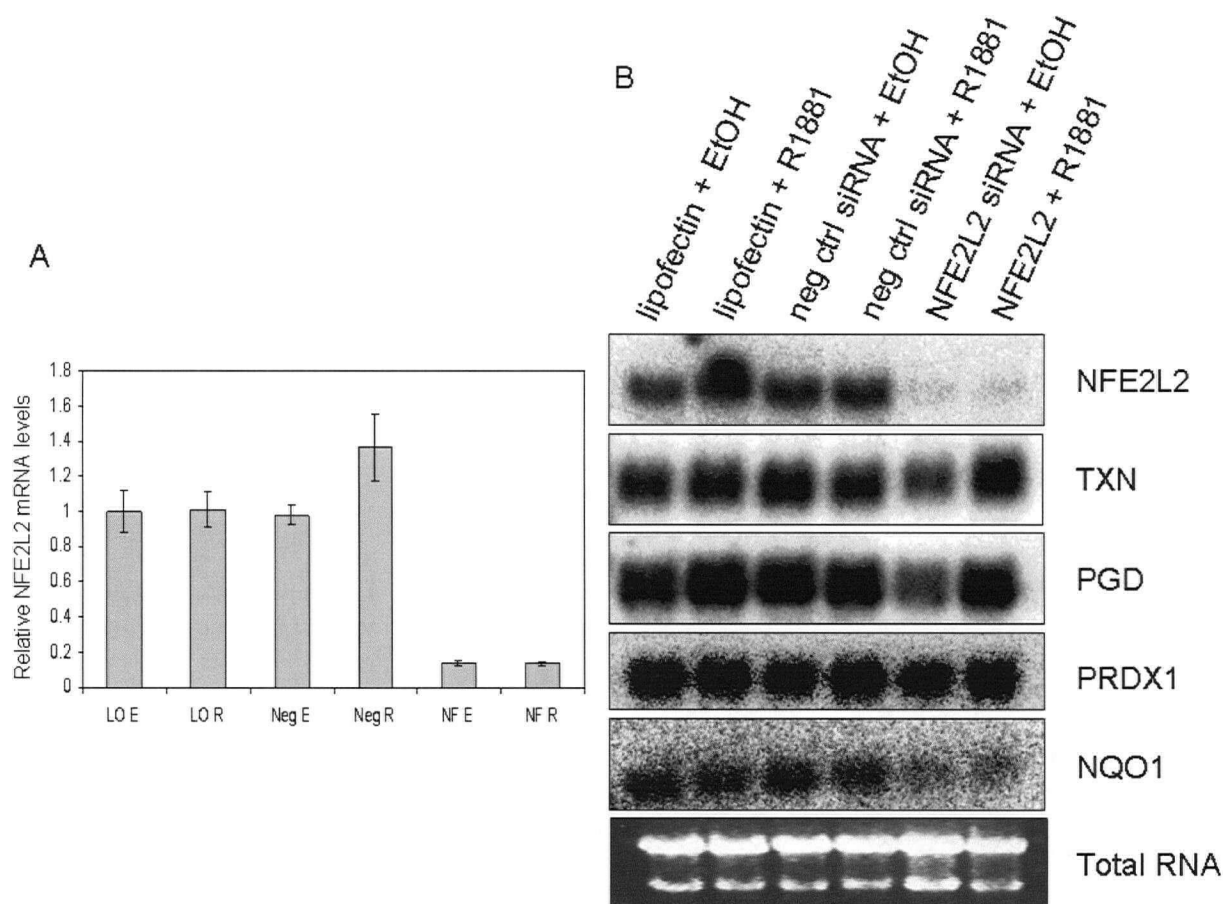 A
Relative NFE2L2 mRNA levels
1.8
1.6
1.4
1.2
1
0.8
0.6
0.4
0.2
0
LO E
LO R
Neg E
Neg R
NF E
NF R
B
lipofectin + EtOH
lipofectin + R1881
neg ctrl siRNA + EtOH
neg ctrl siRNA + R1881
NFE2L2 siRNA + EtOH
NFE2L2 + R1881
NFE2L2
TXN
PGD
PRDX1
NQO1
Total RNA